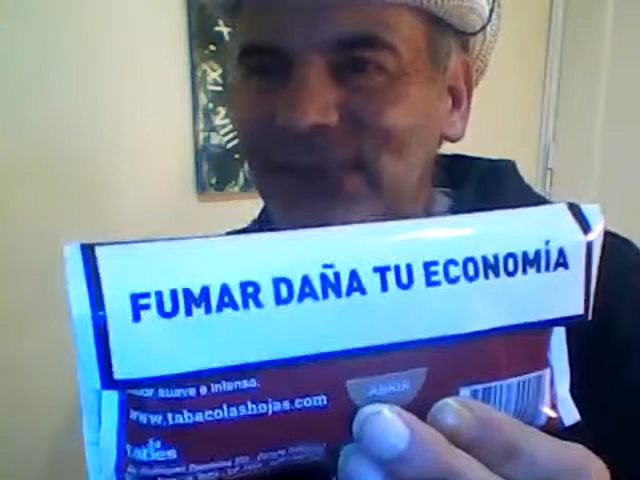 FUMAR DAÑA TU ECONOMÍA
suave e intenso.
www.tabacolashojas.com
ABRIR